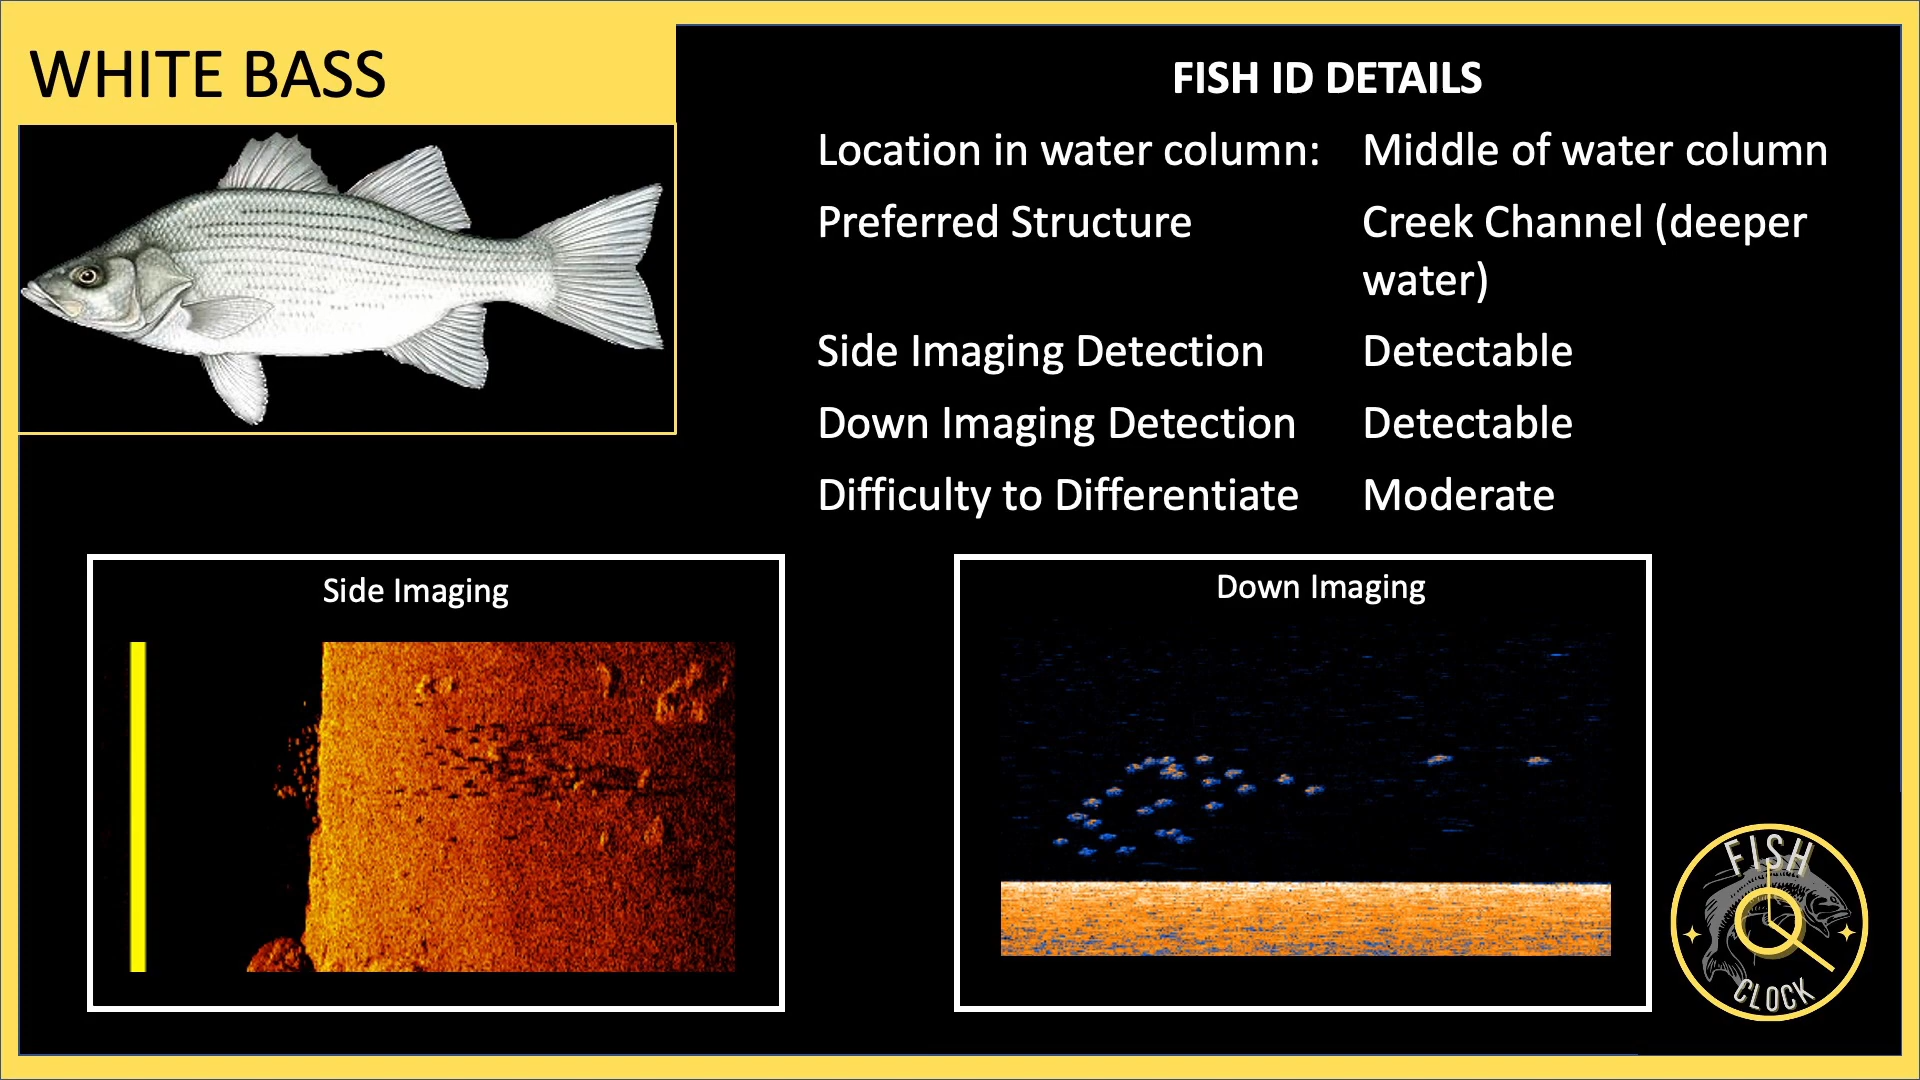 WHITE BASS
FISH ID DETAILS
Location in water column: Middle of water column
Preferred Structure Creek Channel (deeper
water)
Side Imaging Detection Detectable
Down Imaging Detection Detectable
Difficulty to Differentiate Moderate
Side Imaging
Down Imaging
FISH
CLOCK